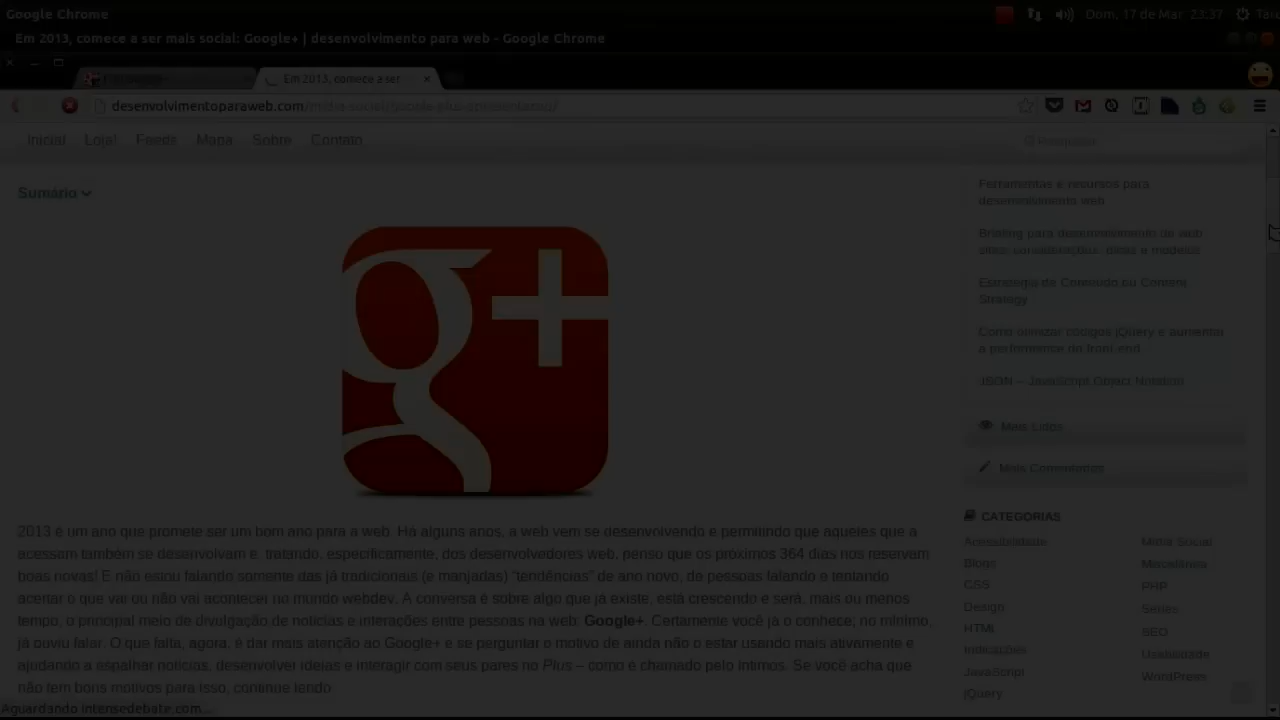 Google Chrome
Dom, 17 de Mar 23:37
Em 2013, comece a ser mais social: Google+ | desenvolvimento para web - Google Chrome
Em 2013, comece a ser
desenvolvimentoparaweb.com
Inicial Loja! Feeds Mapa Sobre Contato
Pesquisar
Sumário
g+
Ferramentas e recursos para
desenvolvimento web
Briefing para desenvolvimento de web
sites: considerações, dicas e modelos
Estratégia de Conteúdo ou Content
Strategy
Como otimizar códigos jQuery e aumentar
a performance do front-end
JSON – JavaScript Object Notation
Mais Lidos
Mais Comentados
2013 é um ano que promete ser um bom ano para a web. Há alguns anos, a web vem se desenvolvendo e permitindo que aqueles que a
acessam também se desenvolvam e, tratando, especificamente, dos desenvolvedores web, penso que os próximos 364 dias nos reservam
boas novas! E não estou falando somente das já tradicionais (e manjadas) “tendências” de ano novo, de pessoas falando e tentando
acertar o que vai ou não vai acontecer no mundo webdev. A conversa é sobre algo que já existe, está crescendo e será, mais ou menos
tempo, o principal meio de divulgação de notícias e interações entre pessoas na web: Google+. Certamente você já o conhece; no mínimo,
já ouviu falar. O que falta, agora, é dar mais atenção ao Google+ e se perguntar o motivo de ainda não o estar usando mais ativamente e
ajudando a espalhar notícias, desenvolver ideias e interagir com seus pares no Plus – como é chamado pelo íntimos. Se você acha que
não tem bons motivos para isso, continue lendo
CATEGORIAS
Acessibilidade
Blogs
CSS
Design
HTML
Indicações
JavaScript
jQuery
Mídia Social
Miscelânea
PHP
Séries
SEO
Usabilidade
WordPress
Aguardando intensedebate.com...